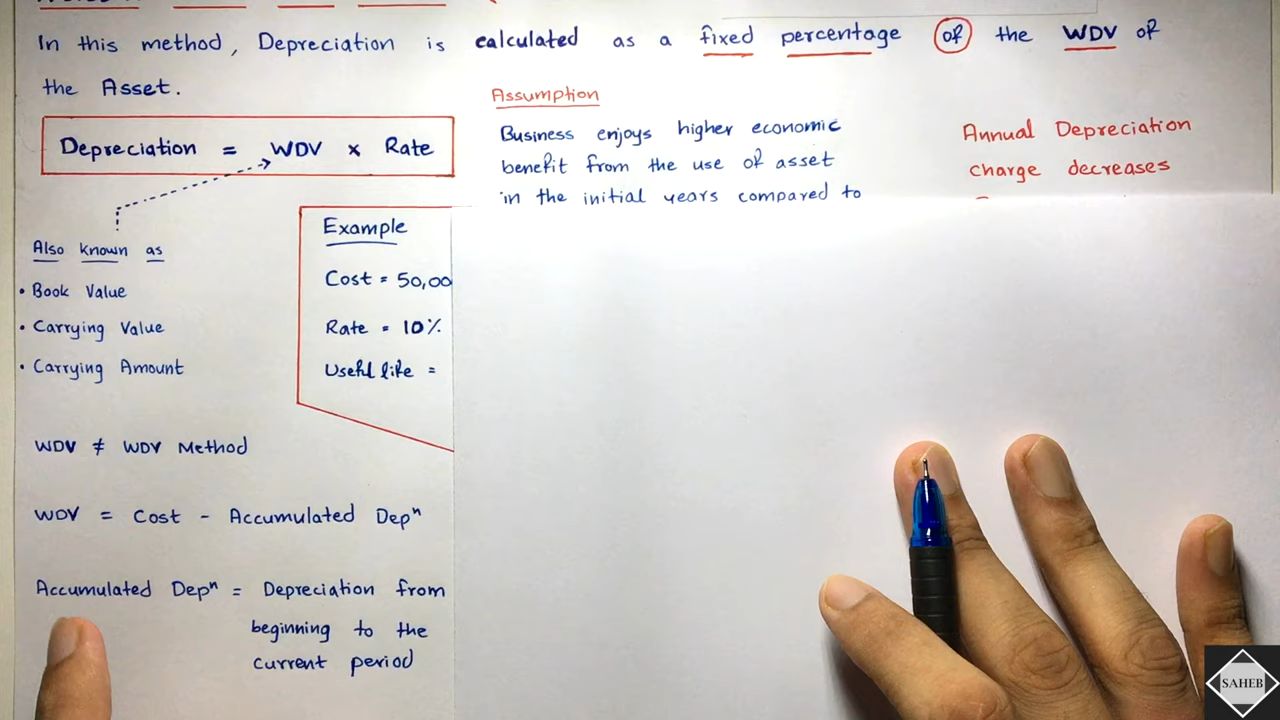 In this method, Depreciation is calculated as a fixed percentage of the WDV of
the Asset.
Depreciation = WDV x Rate
Also known as
• Book Value
• Carrying Value
• Carrying Amount
WDV ≠ WDV Method
WDV = Cost - Accumulated Depⁿ
Accumulated Depⁿ = Depreciation from
beginning to the
current period
Example
Cost = 50,00
Rate = 10%
Useful life =
Assumption
Business enjoys higher economic
benefit from the use of asset
in the initial years compared to
Annual Depreciation
charge decreases
SAHEB